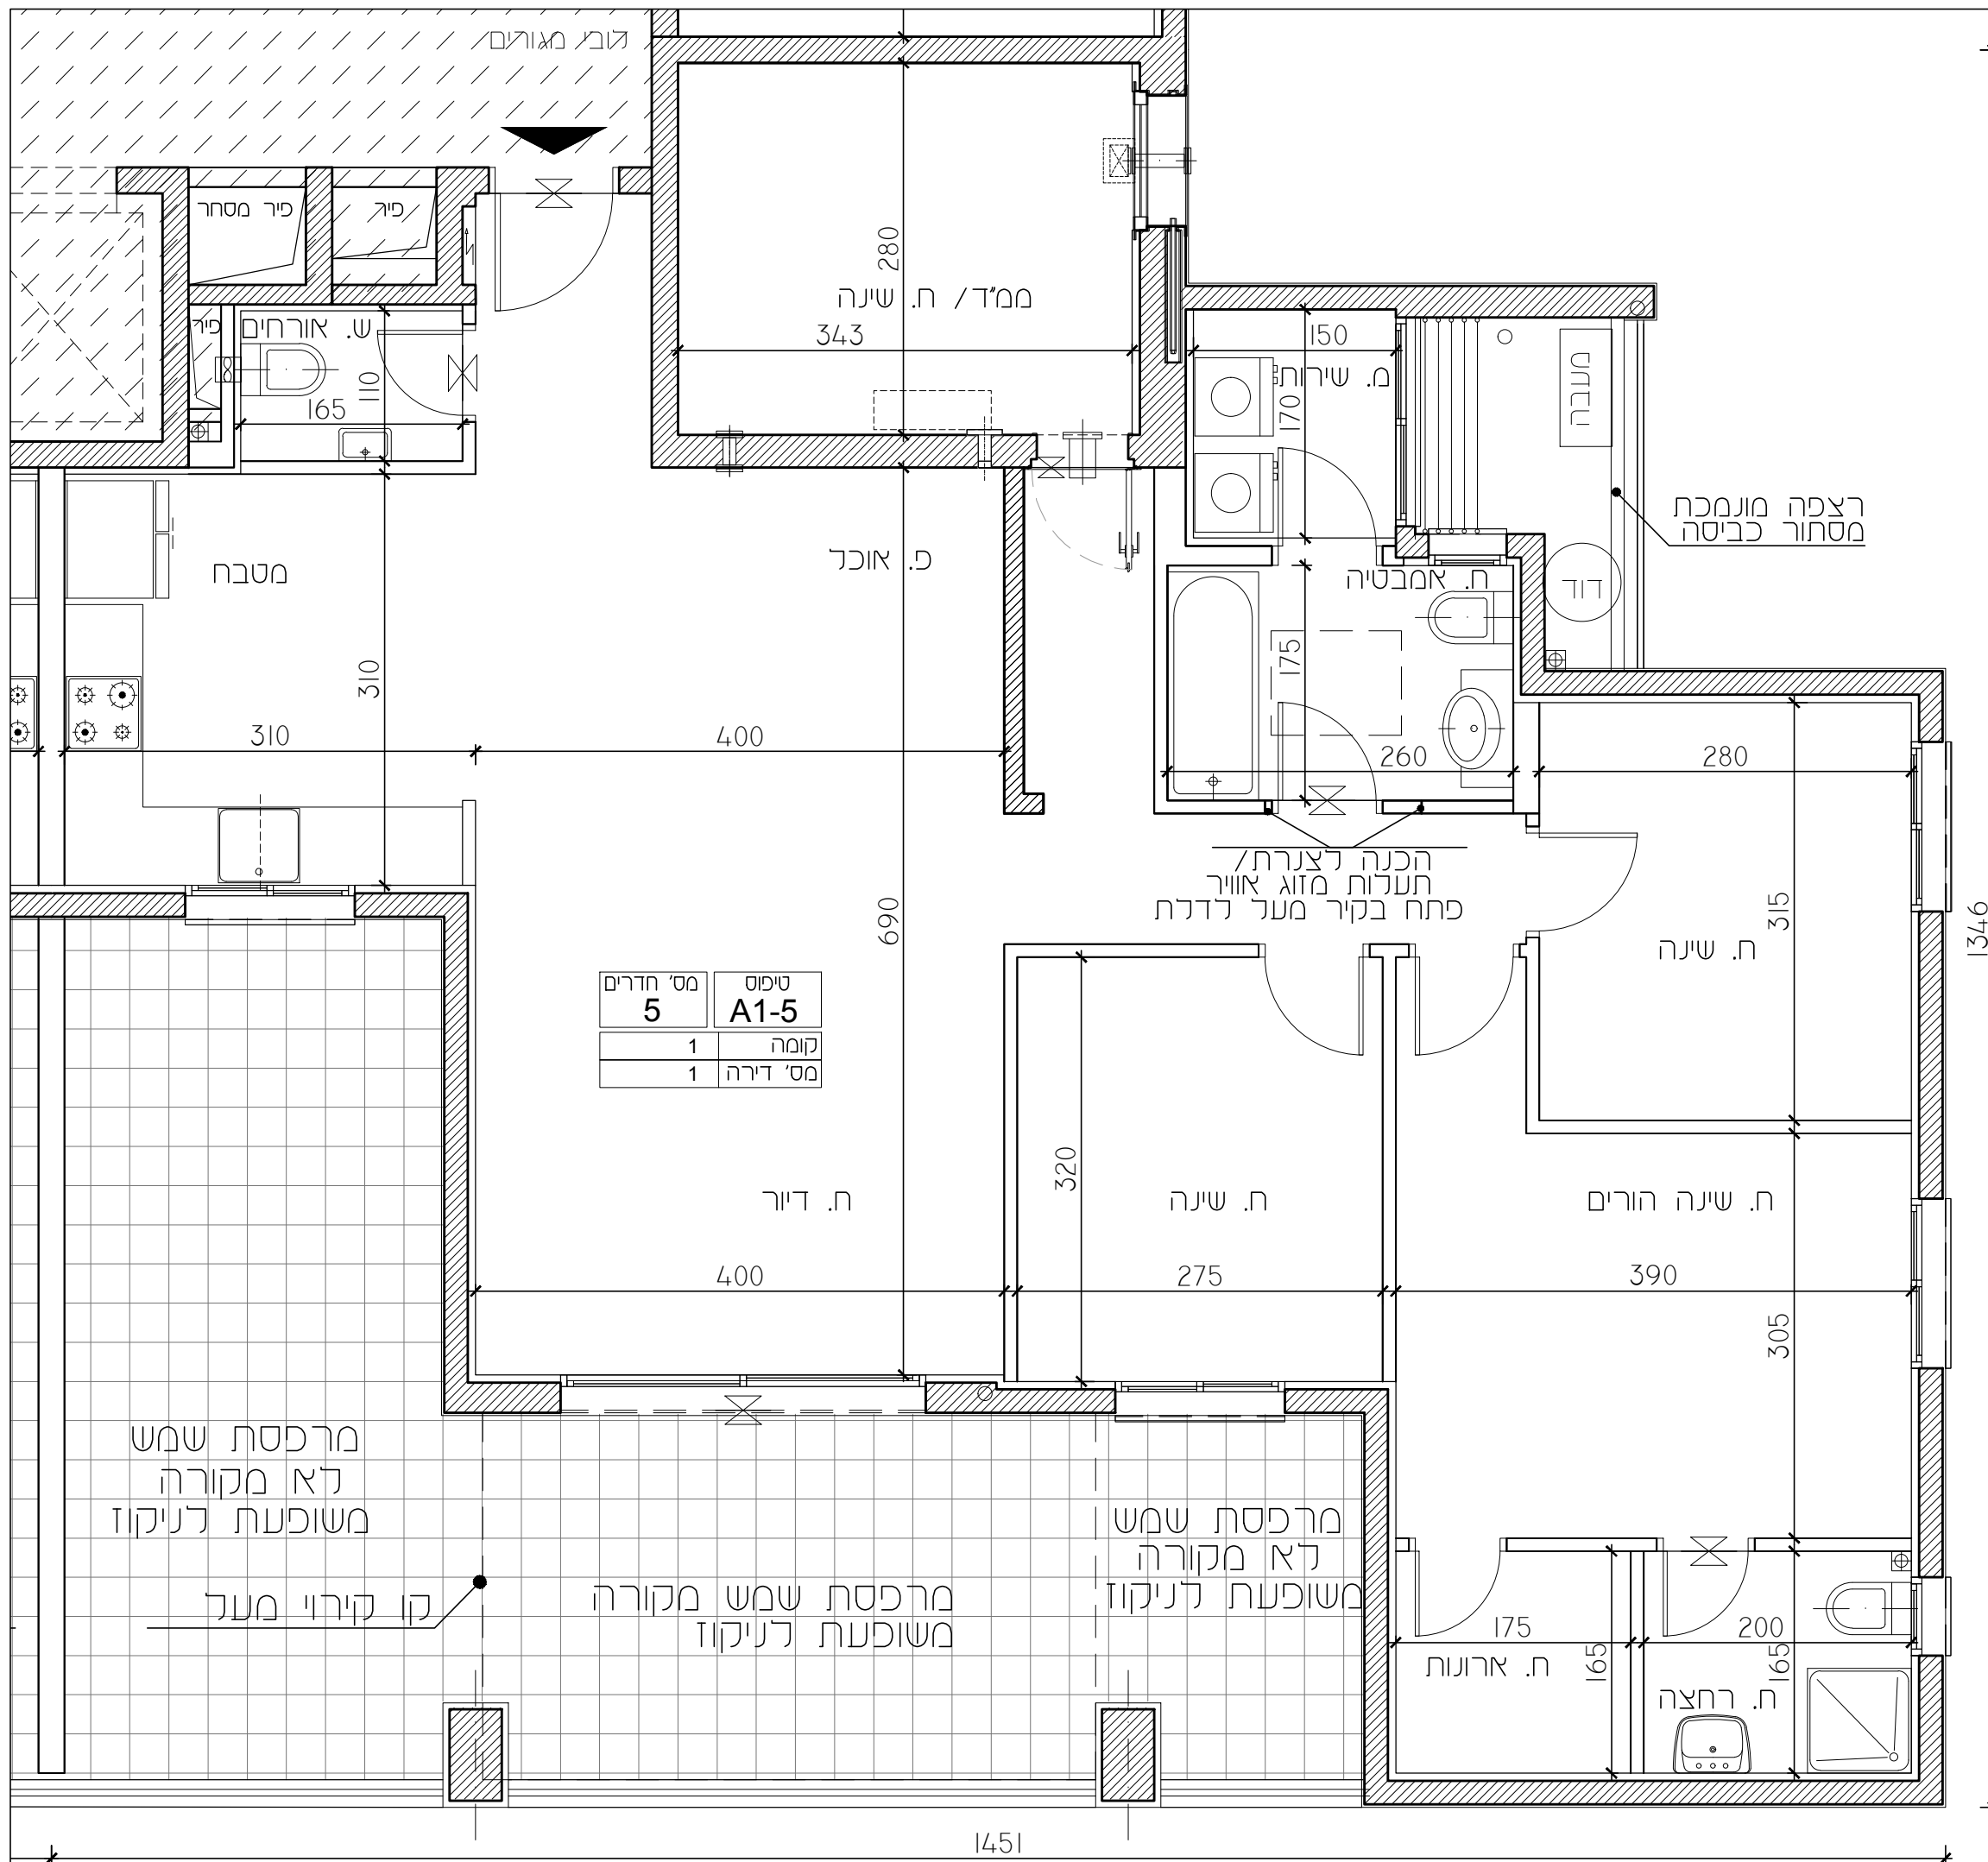 לובי מגורים
פיר מסחר
פיר
פיר
ש. אורחים
110
165
280
ממ"ד/ ח. שינה
343
150
מ. שירות
170
מנוע
רצפה מונמכת
מסתור כביסה
דוד
מטבח
פ. אוכל
ח. אמבטיה
310
175
310
400
260
280
הכנה לצנרת/
תעלות מזוג אוויר
פתח בקיר מעל לדלת
690
315
ח. שינה
1346
מס' חדרים
5
טיפוס
A1-5
קומה
1
מס' דירה
1
320
ח. דיור
ח. שינה
ח. שינה הורים
400
275
390
305
מרפסת שמש
לא מקורה
משופעת לניקוז
מרפסת שמש
לא מקורה
משופעת לניקוז
קו קירוי מעל
מרפסת שמש מקורה
משופעת לניקוז
175
200
ח. ארונות
165
165
ח. רחצה
1451